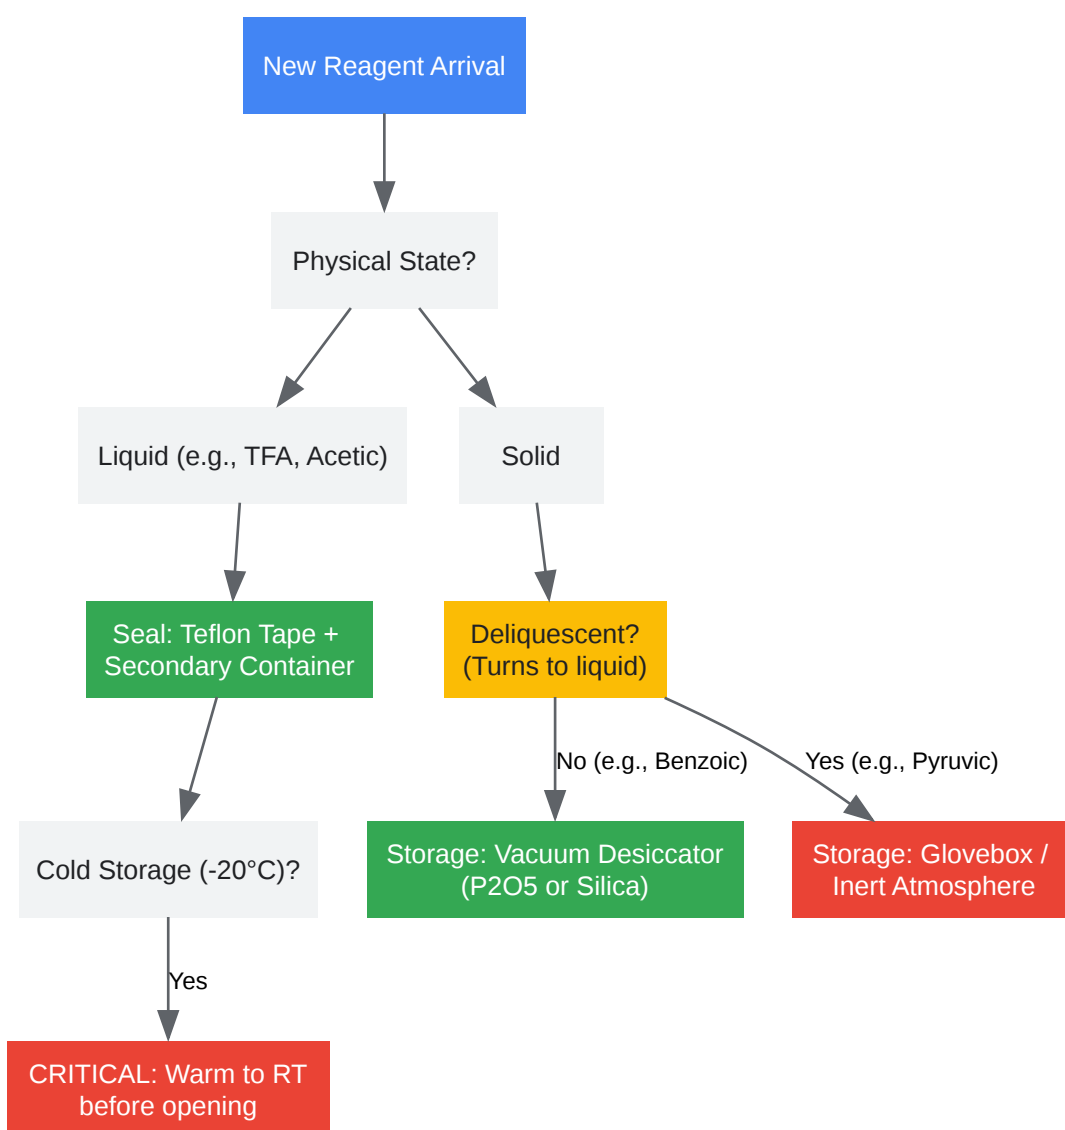 New Reagent Arrival
Physical State?
Liquid (e.g., TFA, Acetic)
Solid
Seal: Teflon Tape +
Secondary Container
Deliquescent?
(Turns to liquid)
No (e.g., Benzoic)
Yes (e.g., Pyruvic)
Cold Storage (-20°C)?
Storage: Vacuum Desiccator
(P2O5 or Silica)
Storage: Glovebox /
Inert Atmosphere
Yes
CRITICAL: Warm to RT
before opening